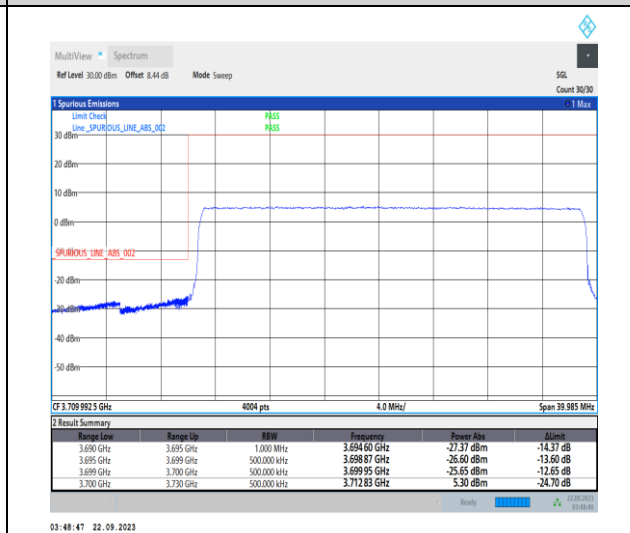 MultiView Spectrum
Ref Level 30.00 dBm Offset 8.44 dB Mode Sweep SGL
Count 30/30
1 Spurious Emissions 1 Max
Limit Check PASS
Line _SPURIOUS_LINE_ABS_002 PASS
30 dBm
20 dBm
10 dBm
0 dBm
_SPURIOUS_LINE_ABS_002
-20 dBm
-30 dBm
-40 dBm
-50 dBm
CF 3.709 992 5 GHz 4004 pts 4.0 MHz/ Span 39.985 MHz
2 Result Summary
Range Low Range Up RBW Frequency Power Abs ΔLimit
3.690 GHz 3.695 GHz 1.000 MHz 3.694 60 GHz -27.37 dBm -14.37 dB
3.695 GHz 3.699 GHz 500.000 kHz 3.698 87 GHz -26.60 dBm -13.60 dB
3.699 GHz 3.700 GHz 500.000 kHz 3.699 95 GHz -25.65 dBm -12.65 dB
3.700 GHz 3.730 GHz 500.000 kHz 3.712 83 GHz 5.30 dBm -24.70 dB
Ready 22.09.2023
03:48:46
03:48:47 22.09.2023